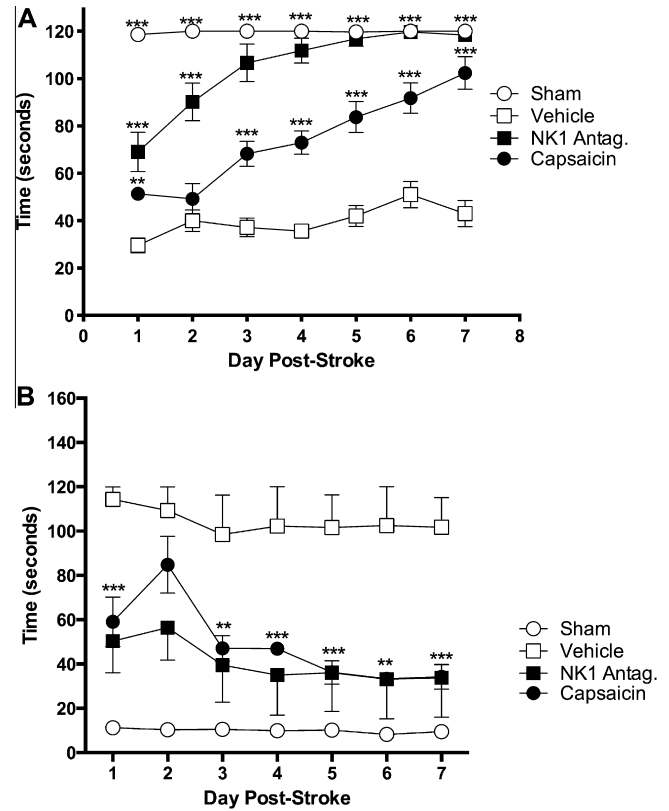 A
*** *** *** *** *** *** ***
120
***
100
*** ***
Sham
Vehicle
NK1 Antag.
Capsaicin
80
*** *** ***
60
**
40
20
0
Time (seconds)
0 1 2 3 4 5 6 7 8
Day Post-Stroke
B
160
140
120
100
80
60
40
20
0
Time (seconds)
*** ** *** *** ** ***
Sham
Vehicle
NK1 Antag.
Capsaicin
1 2 3 4 5 6 7
Day Post-Stroke